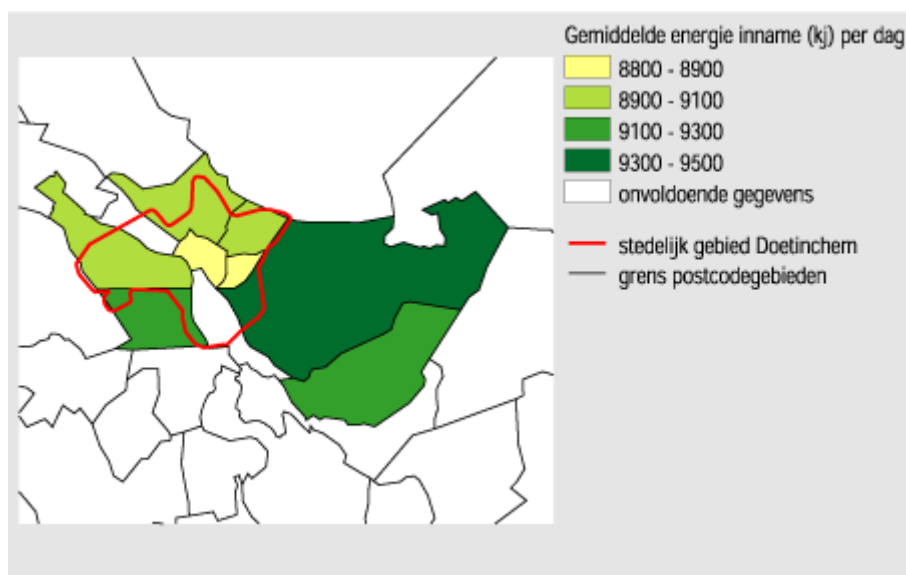 Gemiddelde energie inname (kj) per dag
8800 - 8900
8900 - 9100
9100 - 9300
9300 - 9500
onvoldoende gegevens
stedelijk gebied Doetinchem
grens postcodegebieden